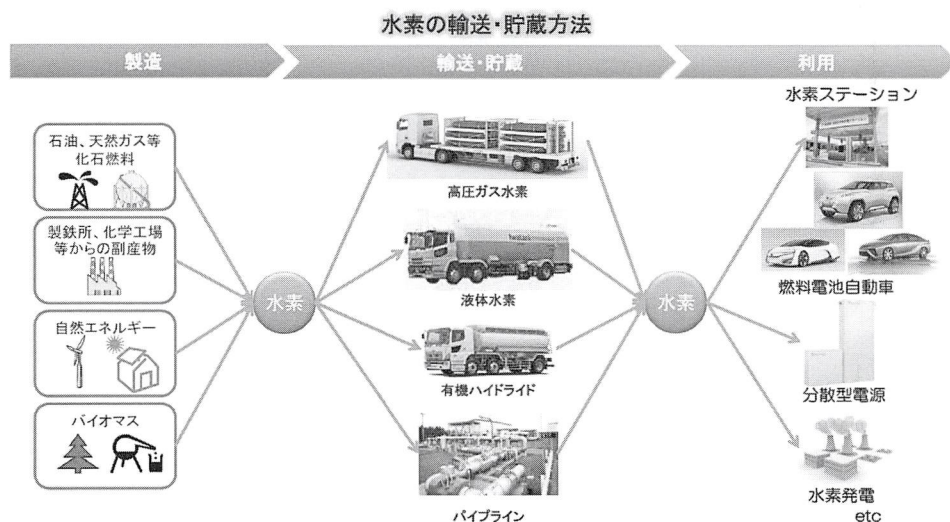 水素の輸送・貯蔵方法
製造
輸送・貯蔵
利用
石油、天然ガス等
化石燃料
製鉄所、化学工場
等からの副産物
自然エネルギー
バイオマス
水素
高圧ガス水素
液体水素
有機ハイドライド
パイプライン
水素
水素ステーション
燃料電池自動車
分散型電源
水素発電
etc